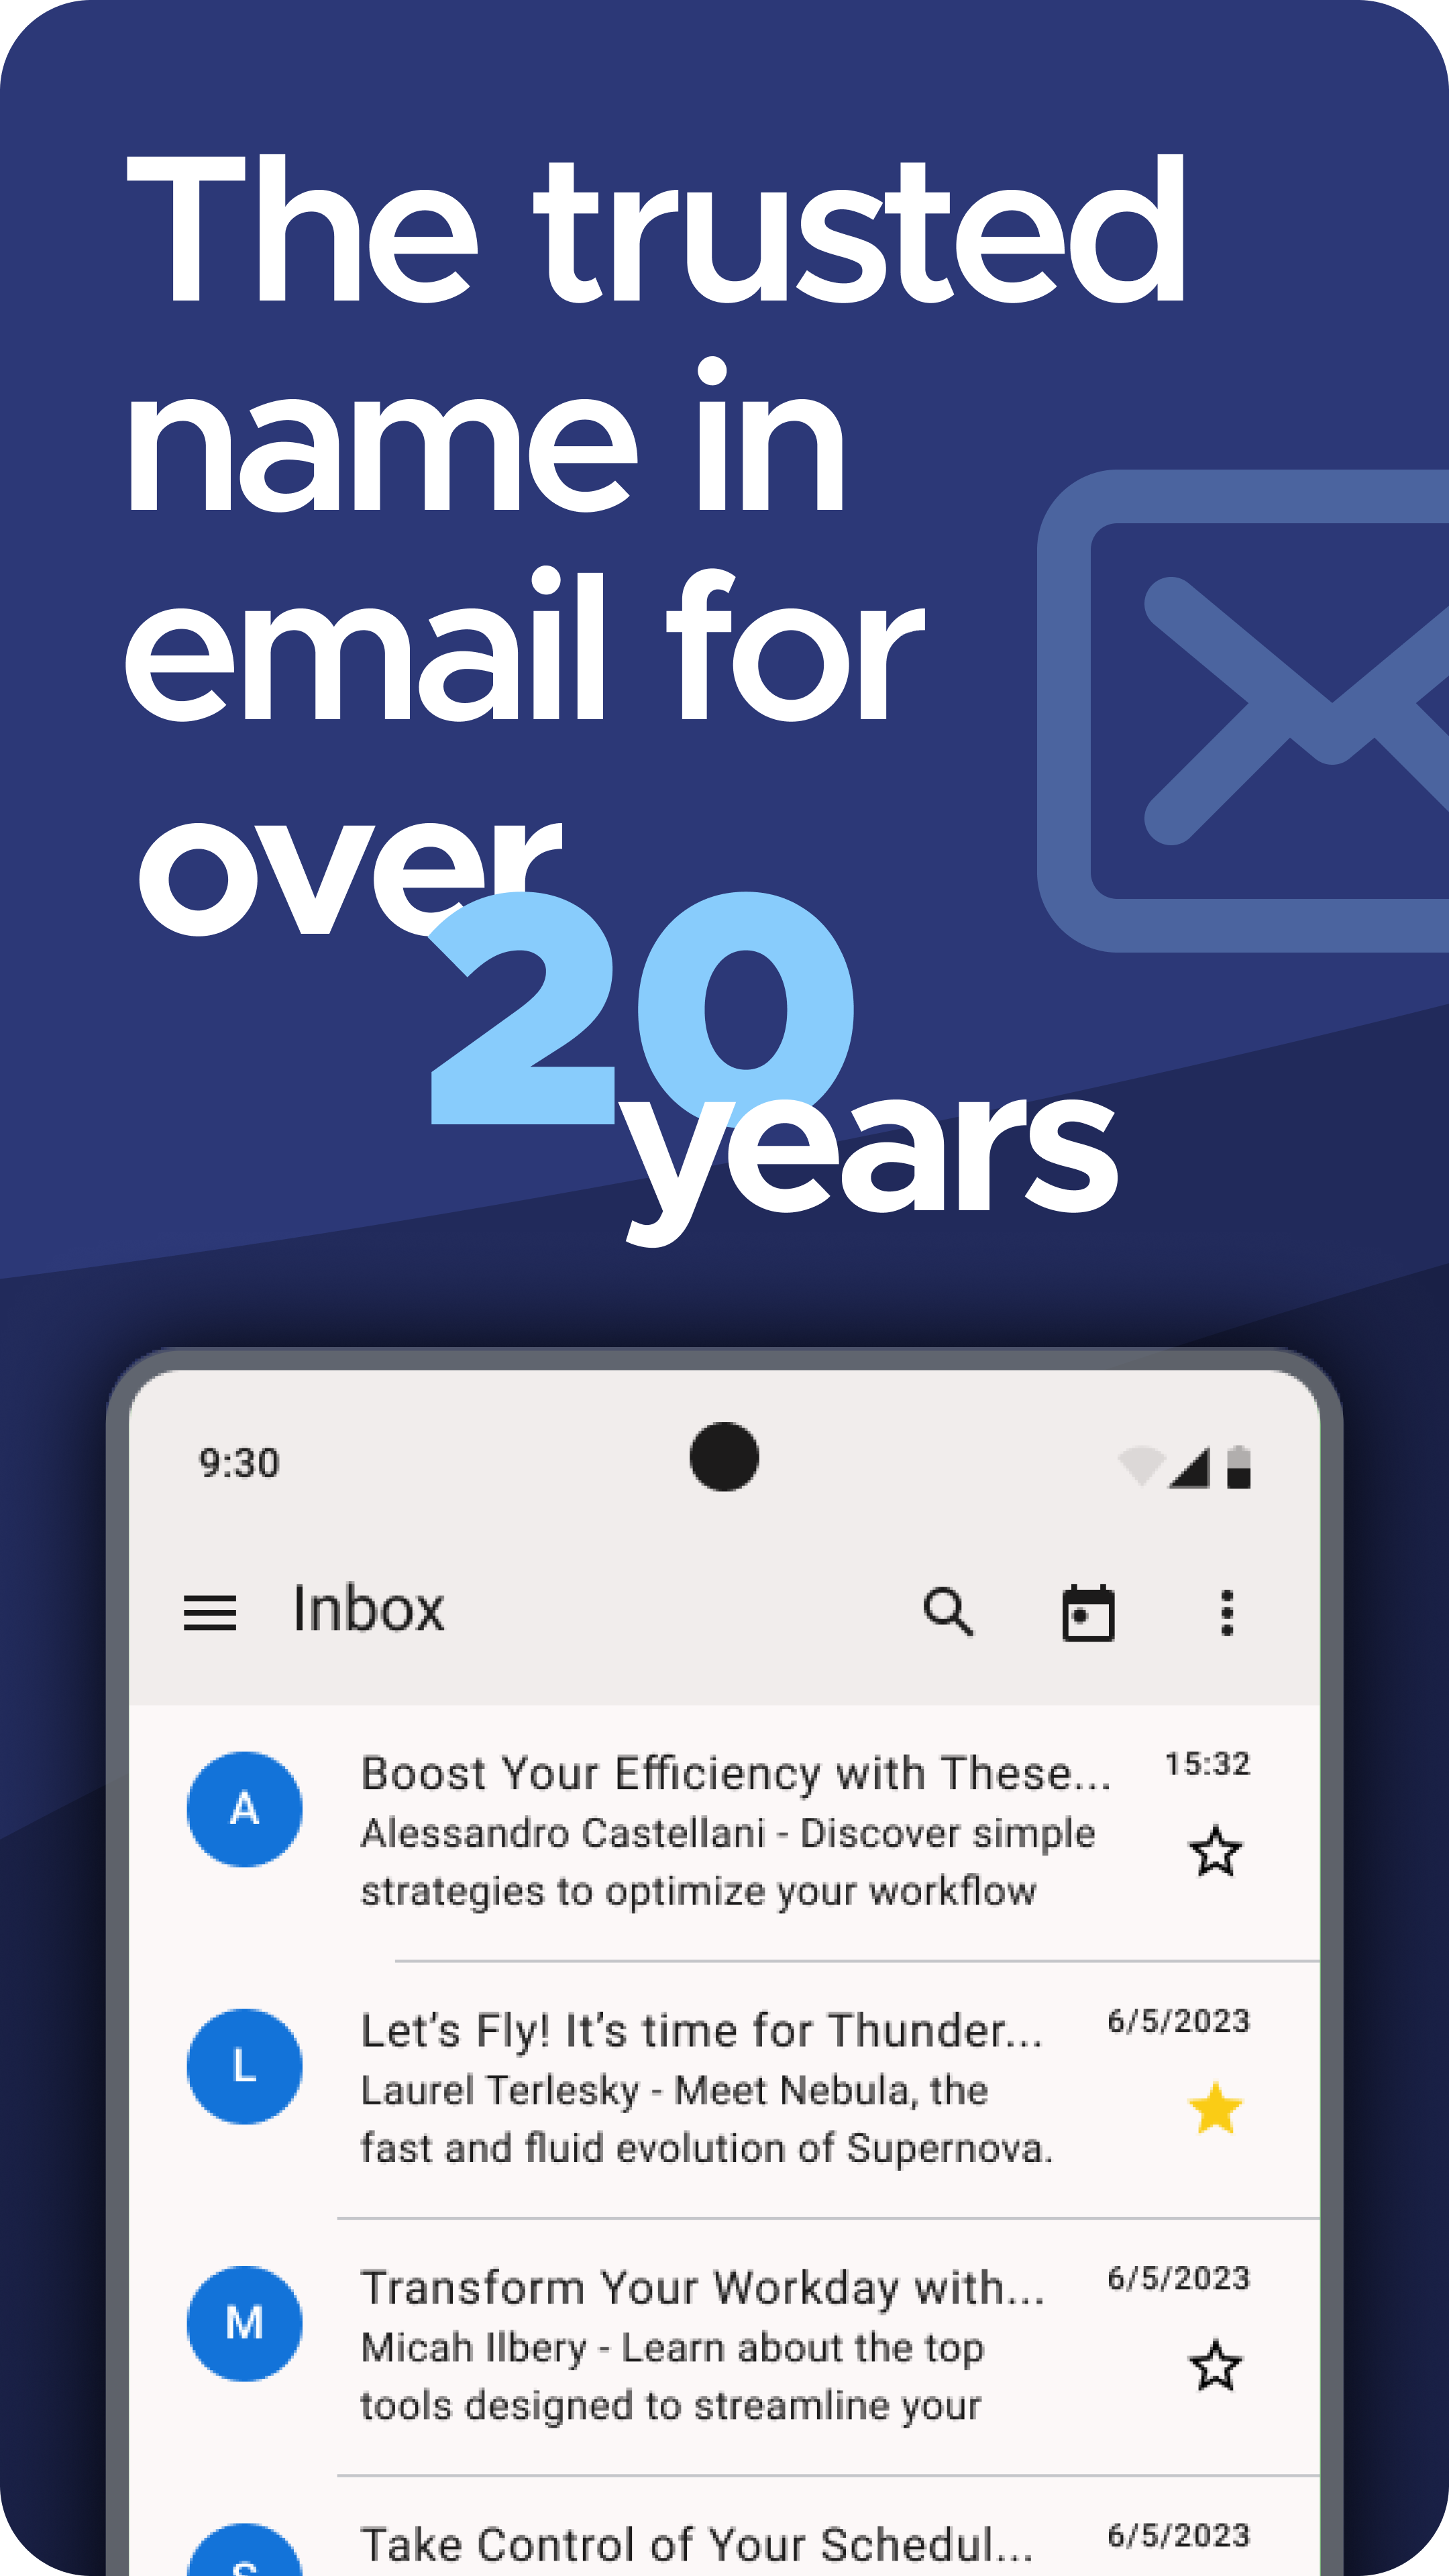 The trusted
name in
email for
over
20
years
9:30
Inbox
A
Boost Your Efficiency with These...
15:32
Alessandro Castellani - Discover simple
strategies to optimize your workflow
L
Let’s Fly! It’s time for Thunder...
6/5/2023
Laurel Terlesky - Meet Nebula, the
fast and fluid evolution of Supernova.
M
Transform Your Workday with...
6/5/2023
Micah Ilbery - Learn about the top
tools designed to streamline your
S
Take Control of Your Schedul...
6/5/2023